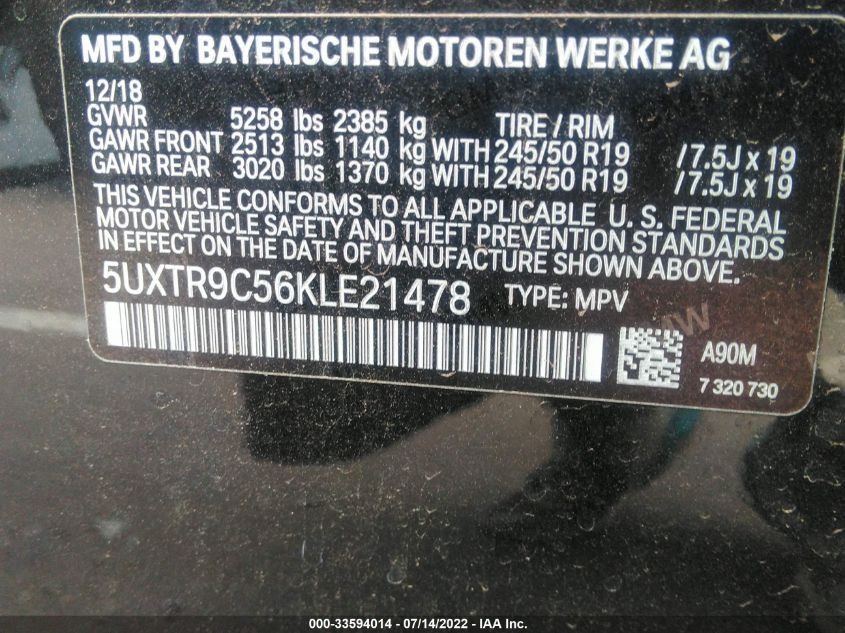 MFD BY BAYERISCHE MOTOREN WERKE AG
12/18
GVWR 5258 lbs 2385 kg TIRE / RIM
GAWR FRONT 2513 lbs 1140 kg WITH 245/50 R19 / 7.5J x 19
GAWR REAR 3020 lbs 1370 kg WITH 245/50 R19 / 7.5J x 19
THIS VEHICLE CONFORMS TO ALL APPLICABLE U. S. FEDERAL
MOTOR VEHICLE SAFETY AND THEFT PREVENTION STANDARDS
IN EFFECT ON THE DATE OF MANUFACTURE SHOWN ABOVE.
5UXTR9C56KLE21478 TYPE: MPV
A90M
7 320 730
000-33594014 - 07/14/2022 - IAA Inc.